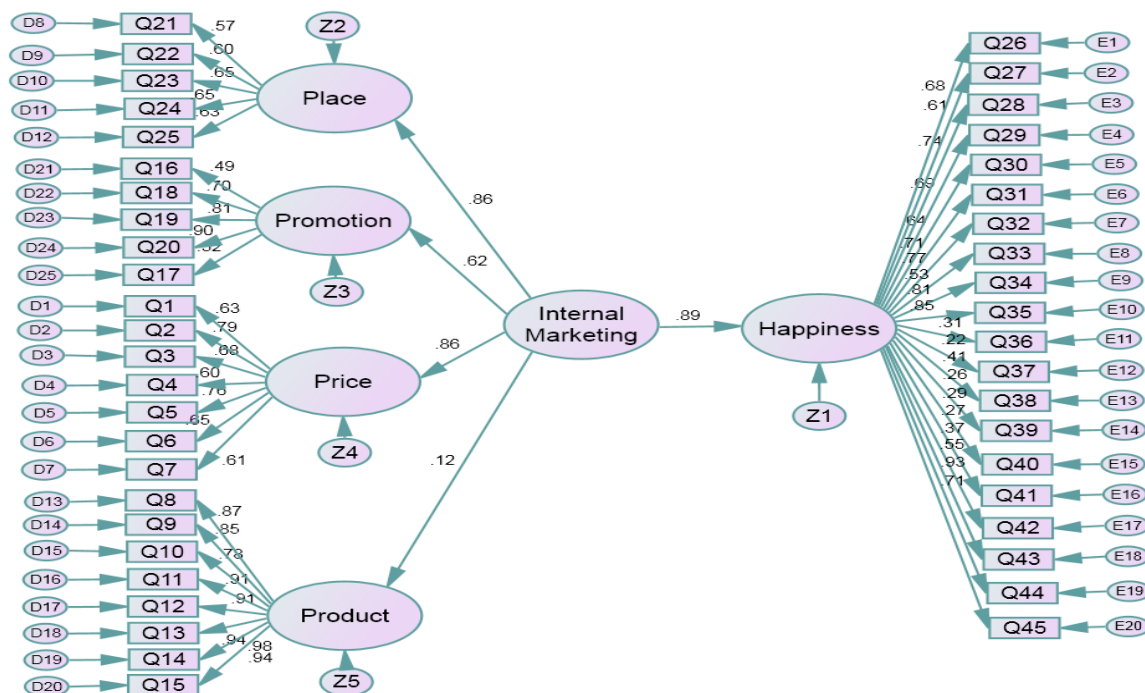 D8 Q21 .57
D9 Q22 .60
D10 Q23 .65
D11 Q24 .65
D12 Q25 .63
Z2
Place
.86
D21 Q16 .49
D22 Q18 .70
D23 Q19 .81
D24 Q20 .90
D25 Q17
Promotion
Z3
.62
D1 Q1 .63
D2 Q2 .79
D3 Q3 .68
D4 Q4 .60
D5 Q5 .76
D6 Q6 .65
D7 Q7 .61
Price
Z4
.86
D13 Q8 .87
D14 Q9 .85
D15 Q10 .78
D16 Q11 .91
D17 Q12 .91
D18 Q13 .98
D19 Q14 .94
D20 Q15 .94
Product
Z5
.12
Internal
Marketing
.89
Happiness
Z1
Q26 E1
.68
Q27 E2
.61
Q28 E3
.74
Q29 E4
.69
Q30 E5
.64
Q31 E6
.71
Q32 E7
.77
Q33 E8
.53
Q34 E9
.81
Q35 E10
.85
Q36 E11
.31
Q37 E12
.22
Q38 E13
.41
Q39 E14
.26
Q40 E15
.29
Q41 E16
.27
Q42 E17
.37
Q43 E18
.55
Q44 E19
.93
Q45 E20
.71